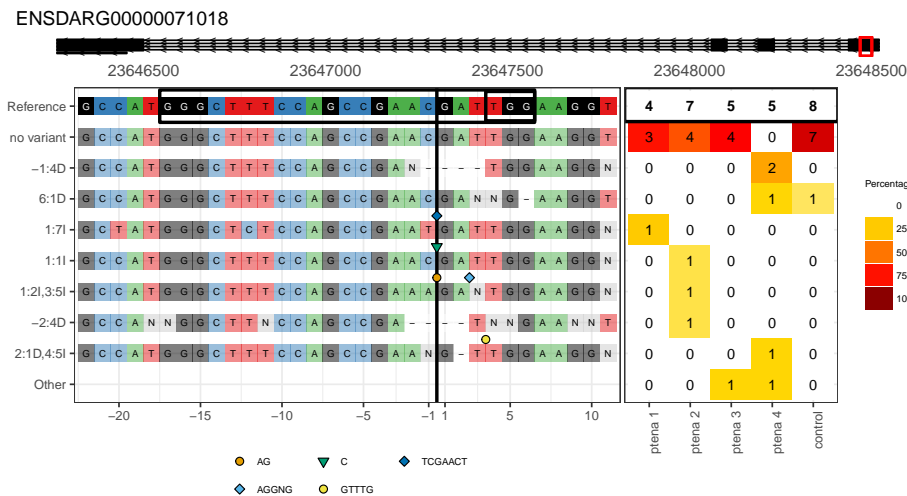 ENSDARG00000071018
23646500 23647000 23647500 23648000 23648500
Reference G C C A T G G G C T T T C C A G C C G A A C G A T T G G A A G G T 4 7 5 5 8
no variant G C C A T G G G C T T T C C A G C C G A A C G A T T G G A A G G T 3 4 4 0 7
−1:4D G C C A T G G G C T T T C C A G C C G A N − − − − T G G A A G G N 0 0 0 2 0
6:1D G C C A T G G G C T T T C C A G C C G A A C G A N N G − A A G G T 0 0 0 1 1
1:7I G C T A T G G G C T C T C C A G C C G A A T G A T T G G A A G G N 1 0 0 0 0
1:1I G C C A T G G G C T T T C C A G C C G A A C G A T T G G A A G G N 0 1 0 0 0
1:2I,3:5I G C C A T G G G C T T T C C A G C C G A A A G A N T G G A A G G N 0 1 0 0 0
−2:4D G C C A N N G G C T T N C C A G C C G A − − − − T N N G A A N N T 0 1 0 0 0
2:1D,4:5I G C C A T G G G C T T T C C A G C C G A A N G − T T G G A A G G N 0 0 0 1 0
Other 0 0 1 1 0
−20 −15 −10 −5 −1 1 5 10
ptena 1 ptena 2 ptena 3 ptena 4 control
Percentag
0
25
50
75
10
AG C TCGAACT
AGGNG GTTTG